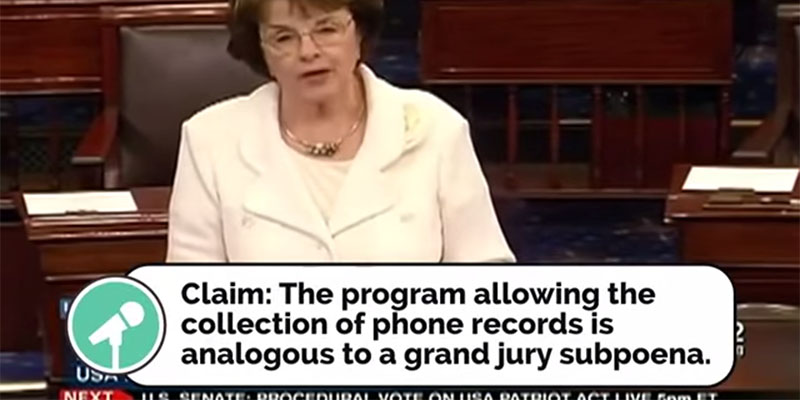 Claim: The program allowing the
collection of phone records is
analogous to a grand jury subpoena.
USA
NEXT U.S. SENATE: PROCEDURAL VOTE ON USA PATRIOT ACT LIVE 5pm ET